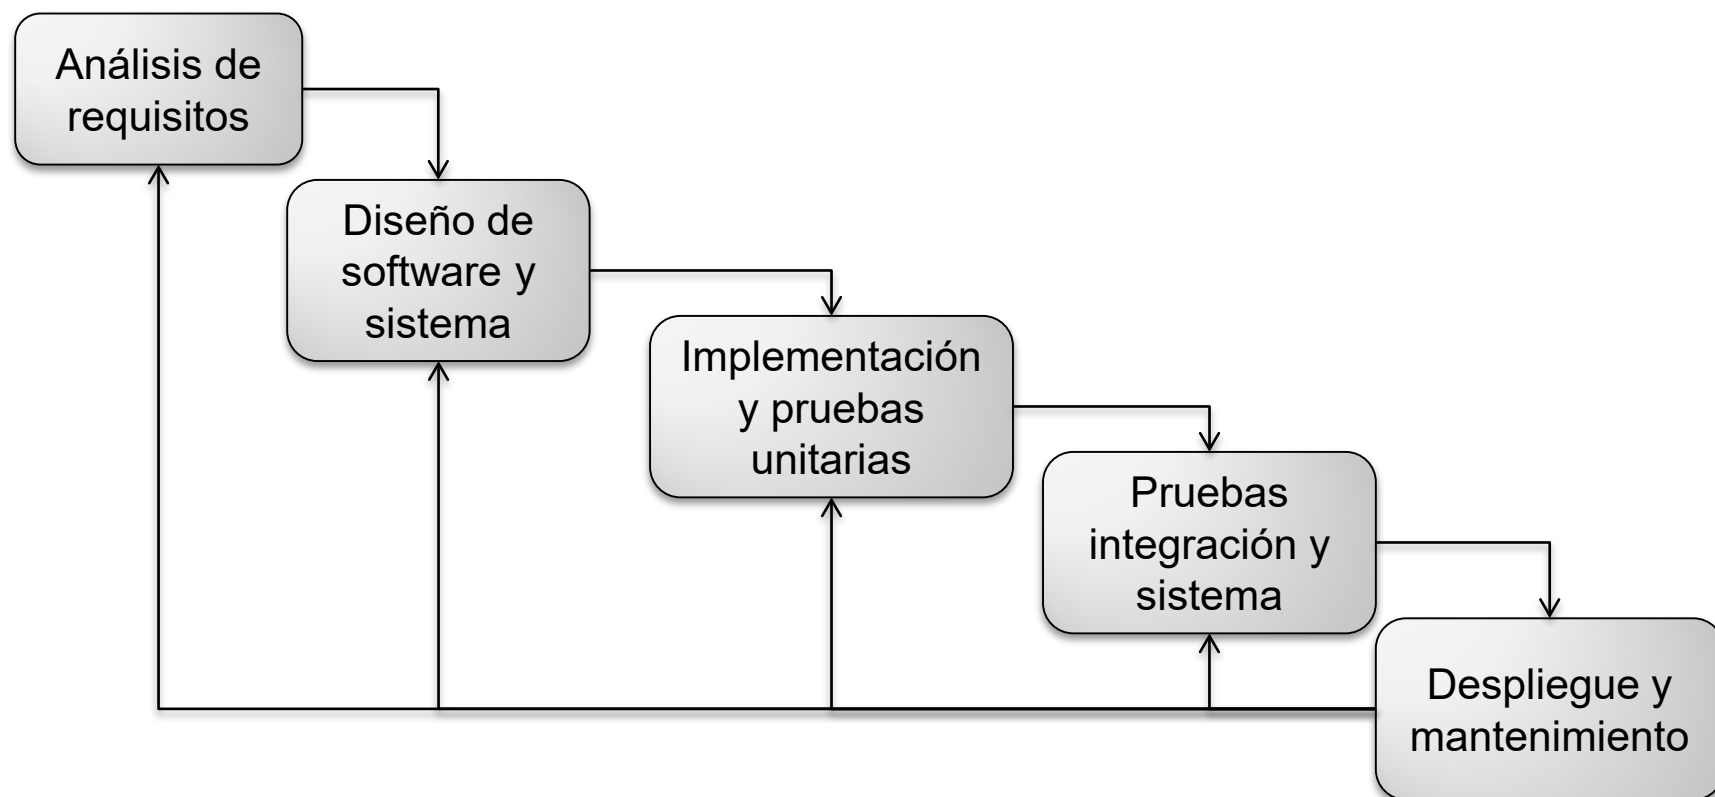 Análisis de
requisitos
Diseño de
software y
sistema
Implementación
y pruebas
unitarias
Pruebas
integración y
sistema
Despliegue y
mantenimiento